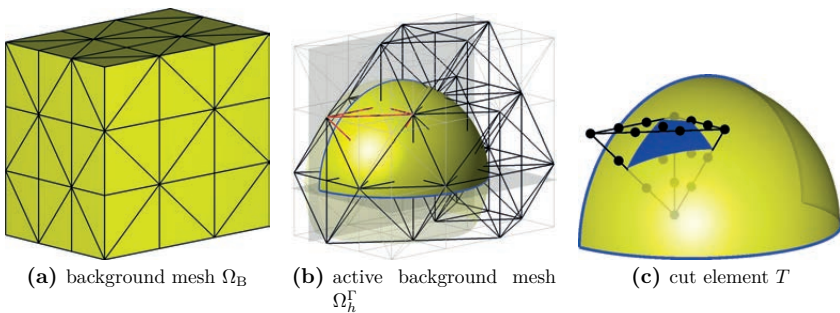 (a) background mesh Ω_B
(b) active background mesh
Ω_h^Γ
(c) cut element T